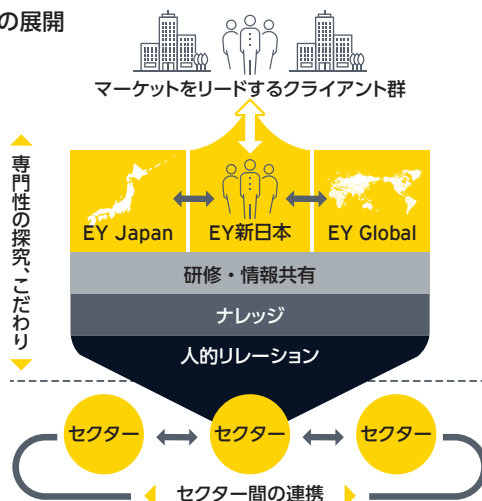 の展開
マーケットをリードするクライアント群
専門性の探究、こだわり
EY Japan
EY新日本
EY Global
研修・情報共有
ナレッジ
人的リレーション
セクター
セクター
セクター
セクター間の連携